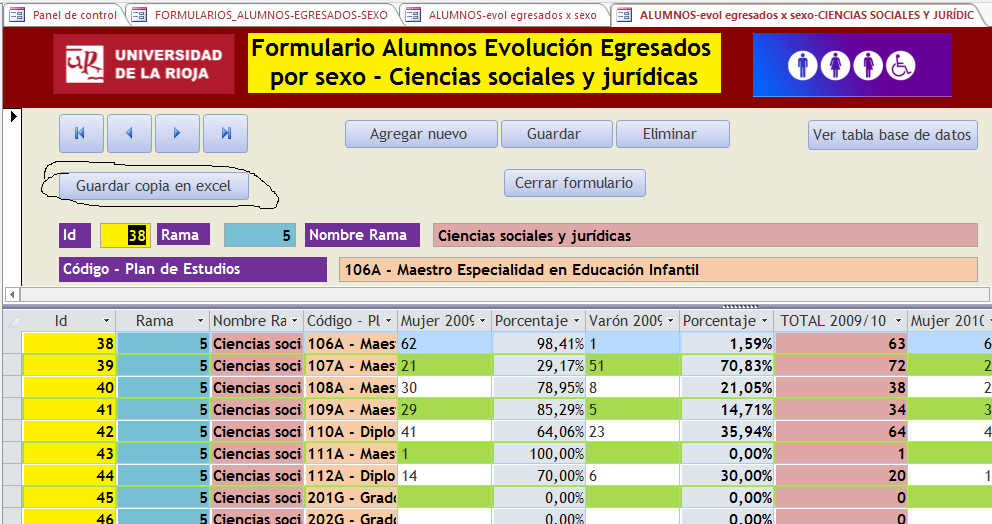 Panel de control
FORMULARIOS_ALUMNOS-EGRESADOS-SEXO
ALUMNOS-evol egresados x sexo
ALUMNOS-evol egresados x sexo-CIENCIAS SOCIALES Y JURÍDIC
UR
UNIVERSIDAD
DE LA RIOJA
Formulario Alumnos Evolución Egresados
por sexo - Ciencias sociales y jurídicas
Agregar nuevo
Guardar
Eliminar
Ver tabla base de datos
Guardar copia en excel
Cerrar formulario
Id 38 Rama 5 Nombre Rama Ciencias sociales y jurídicas
Código - Plan de Estudios 106A - Maestro Especialidad en Educación Infantil
Id Rama Nombre Ra Código - Pl Mujer 2009 Porcentaje Varón 2009 Porcentaje TOTAL 2009/10 Mujer 2010
38 5 Ciencias soci 106A - Maes 62 98,41% 1 1,59% 63 6
39 5 Ciencias soci 107A - Maes 21 29,17% 51 70,83% 72 2
40 5 Ciencias soci 108A - Maes 30 78,95% 8 21,05% 38 2
41 5 Ciencias soci 109A - Maes 29 85,29% 5 14,71% 34 3
42 5 Ciencias soci 110A - Diplo 41 64,06% 23 35,94% 64 4
43 5 Ciencias soci 111A - Maes 1 100,00% 0,00% 1
44 5 Ciencias soci 112A - Diplo 14 70,00% 6 30,00% 20 1
45 5 Ciencias soci 201G - Grado 0,00% 0,00% 0
46 5 Ciencias soci 202G - Grado 0,00% 0,00% 0